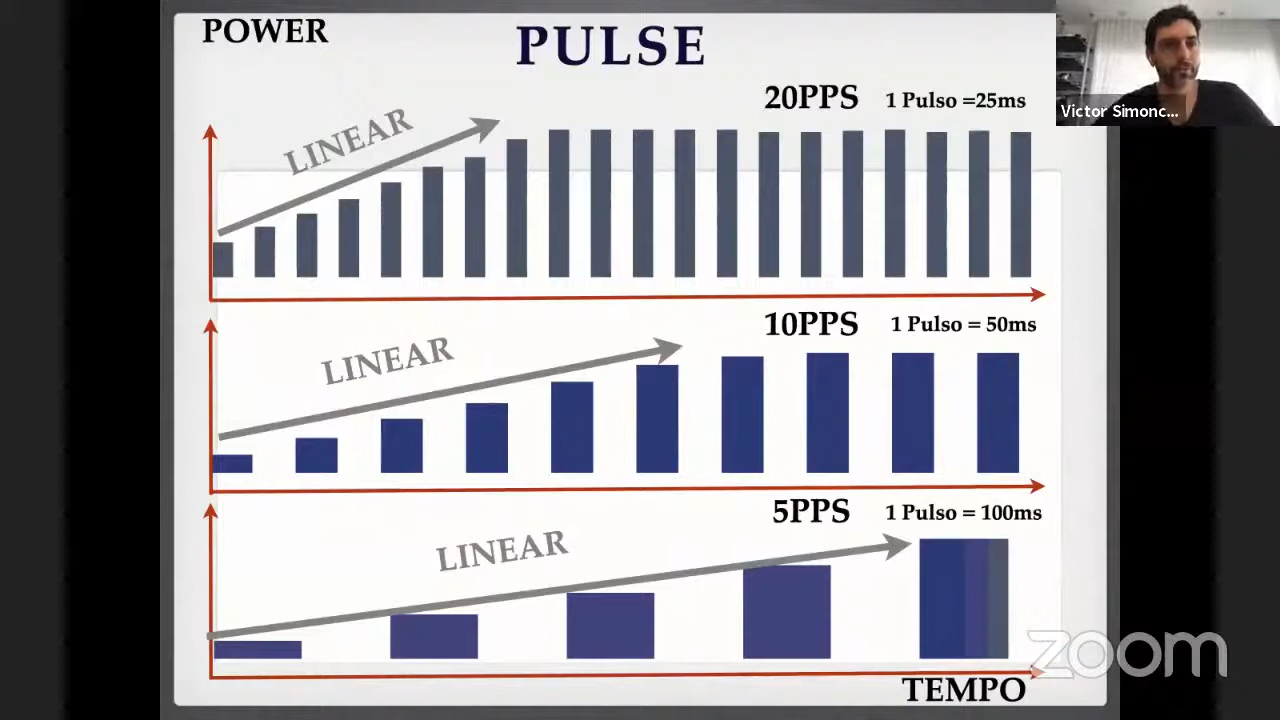 POWER
PULSE
20PPS 1 Pulso =25ms
Victor Simonc...
LINEAR
10PPS 1 Pulso = 50ms
LINEAR
5PPS 1 Pulso = 100ms
LINEAR
zoom
TEMPO